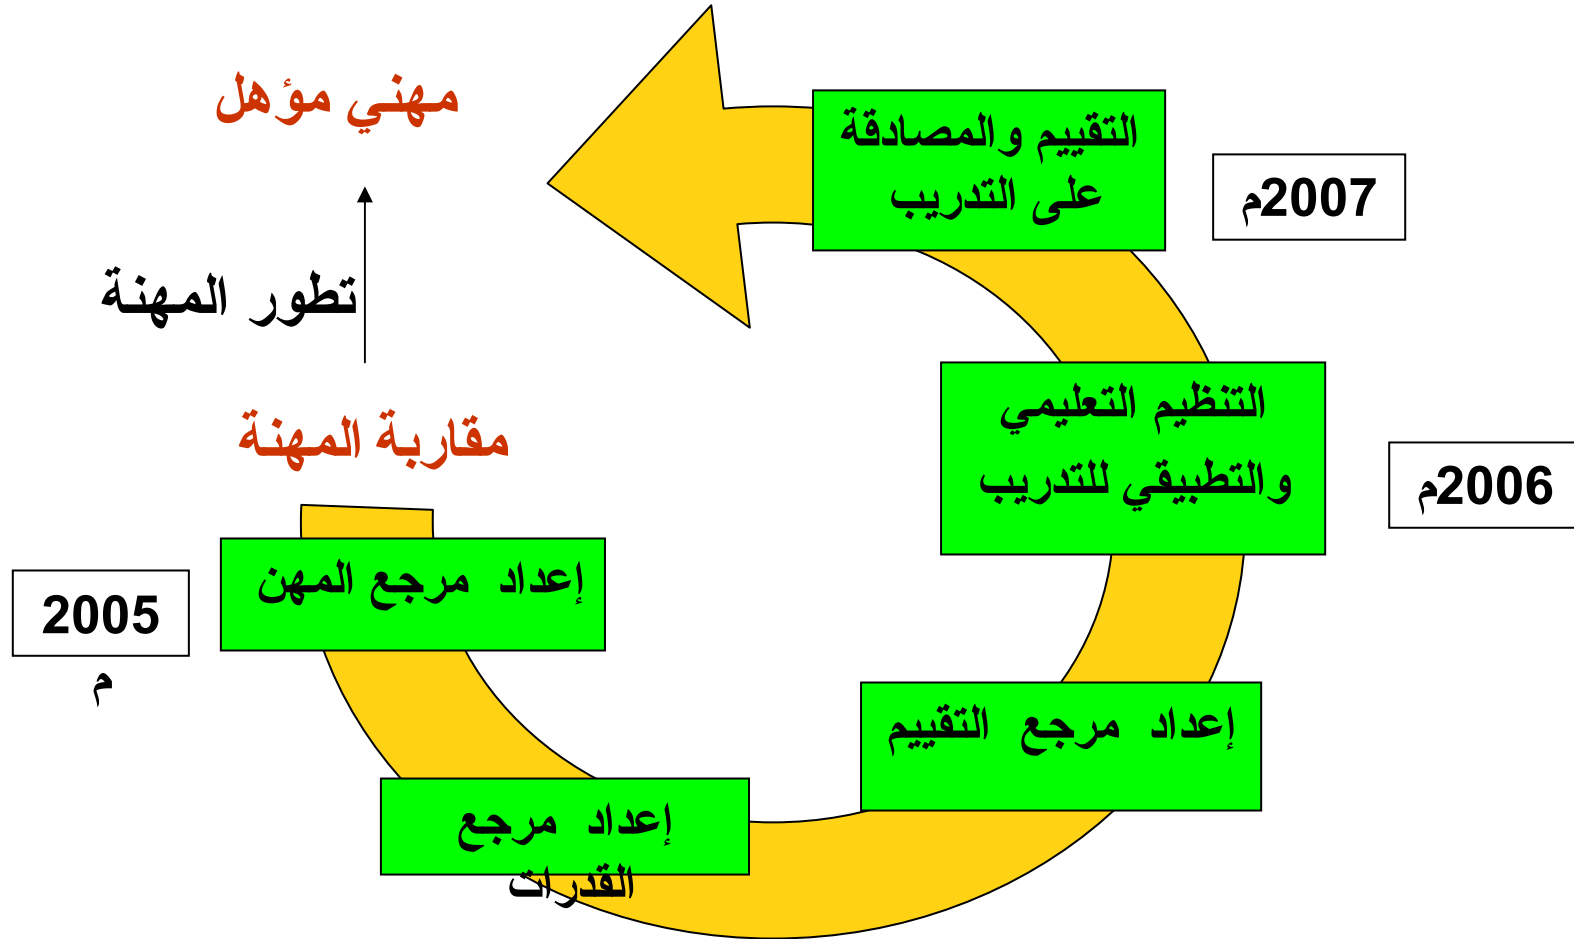 مهني مؤهل
التقييم والمصادقة
على التدريب
2007م
تطور المهنة
التنظيم التعليمي
والتطبيقي للتدريب
2006م
مقاربة المهنة
إعداد مرجع المهن
2005
م
إعداد مرجع التقييم
إعداد مرجع
القدرات